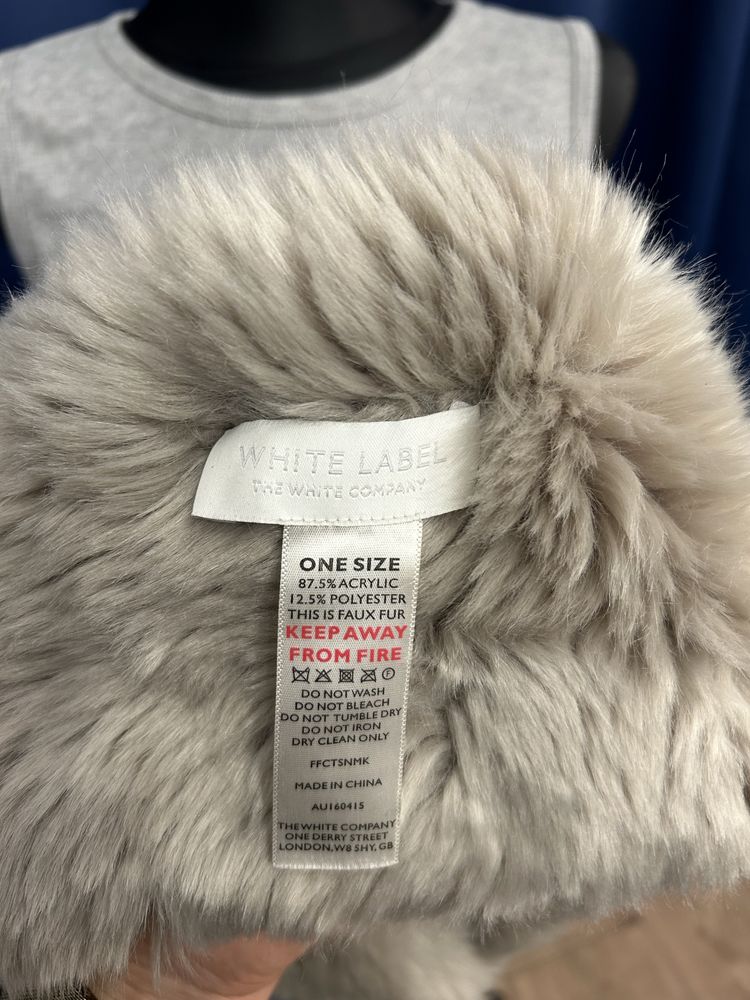 WHITE LABEL
THE WHITE COMPANY
ONE SIZE
87.5% ACRYLIC
12.5% POLYESTER
THIS IS FAUX FUR
KEEP AWAY
FROM FIRE
F
DO NOT WASH
DO NOT BLEACH
DO NOT TUMBLE DRY
DO NOT IRON
DRY CLEAN ONLY
FFCTSNMK
MADE IN CHINA
AU160415
THE WHITE COMPANY
ONE DERRY STREET
LONDON, W8 5HY, GB